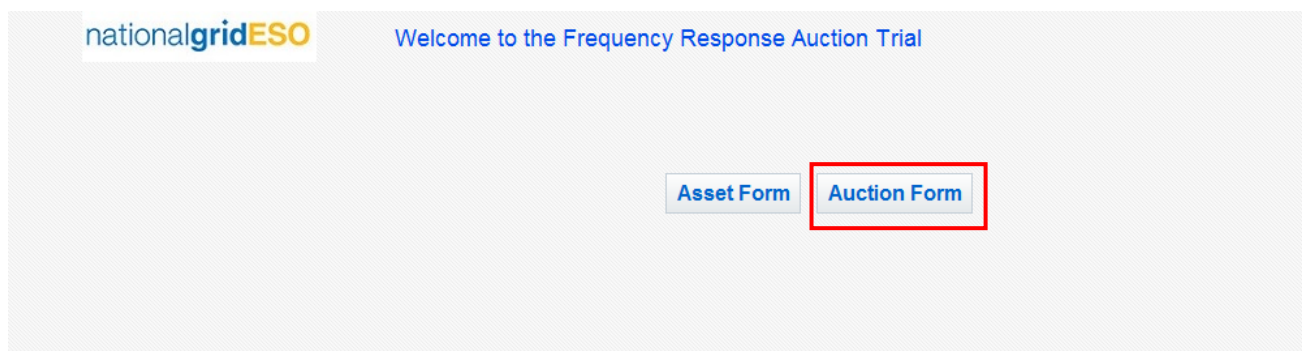 nationalgridESO
Welcome to the Frequency Response Auction Trial
Asset Form
Auction Form